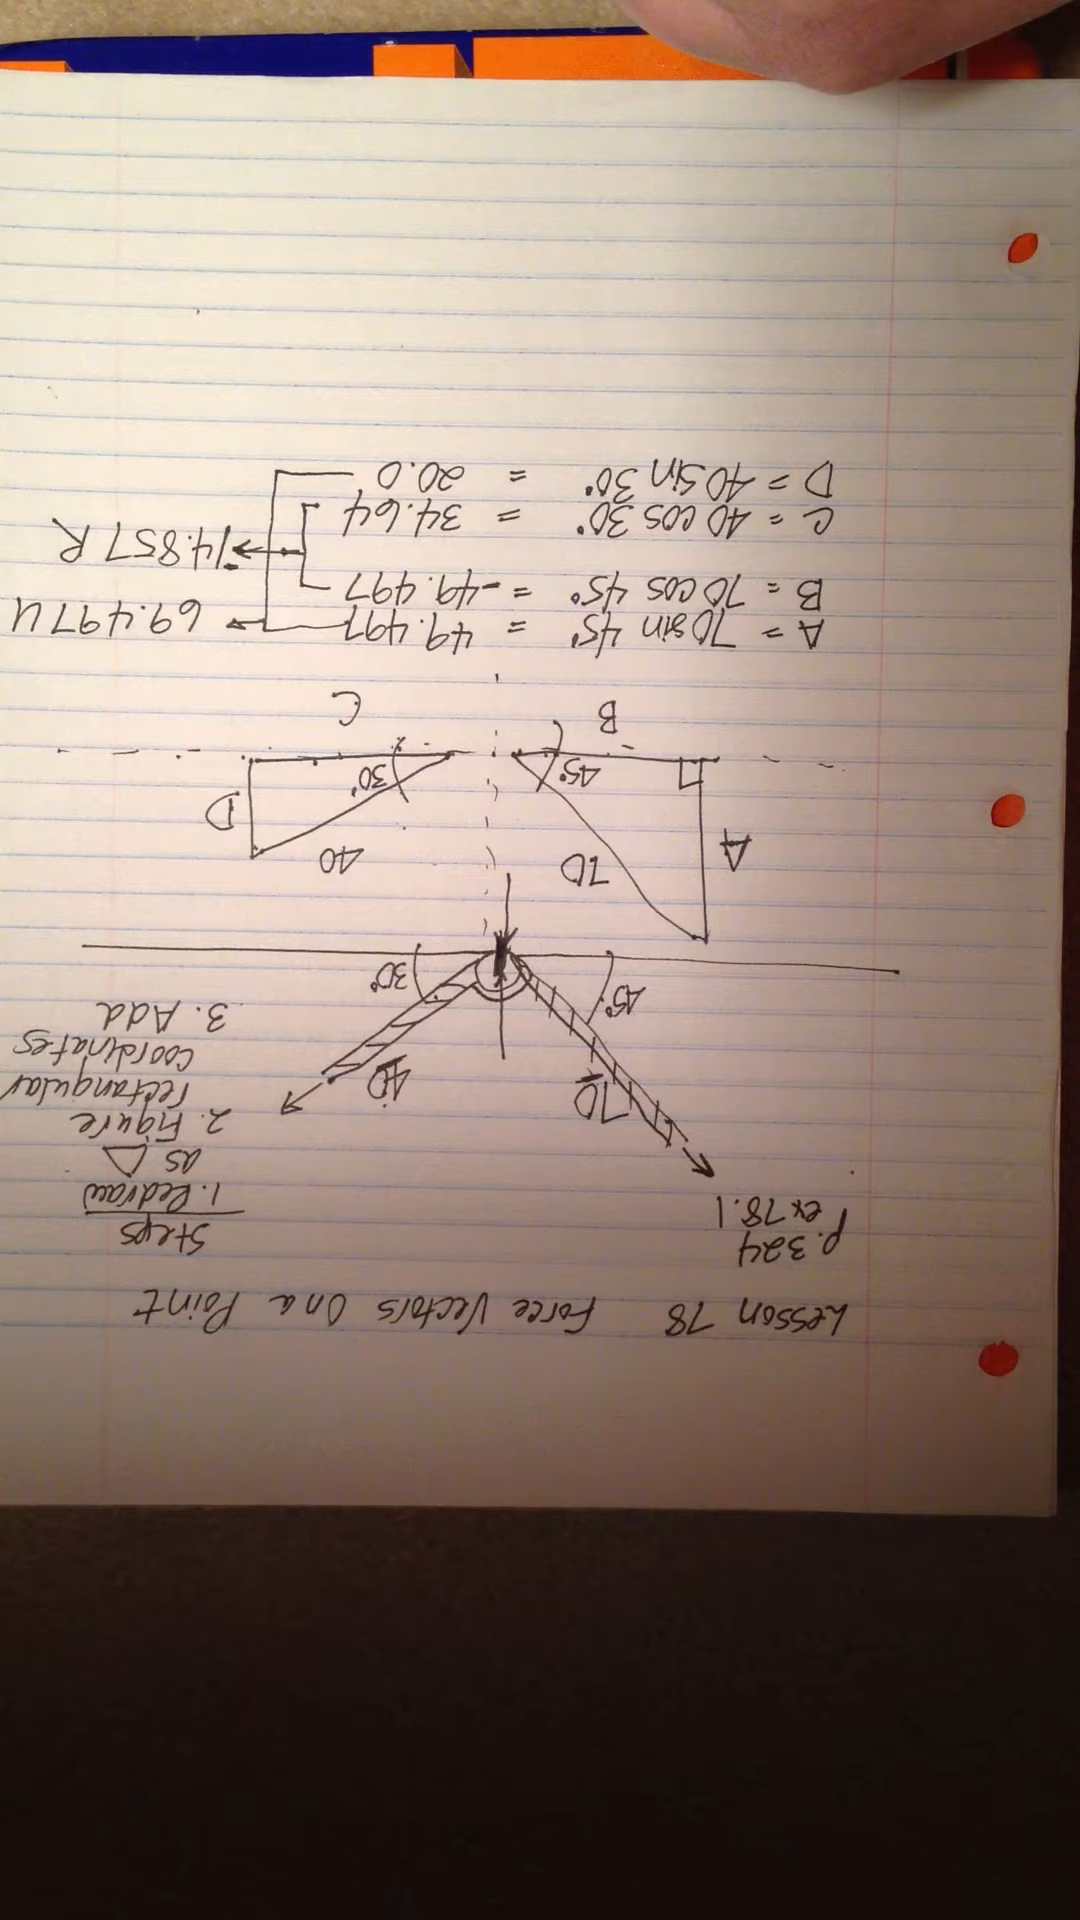 Lesson 78 Force Vectors On a Point
p.324
ex 78.1
Steps
1. Redraw
as
2. Figure
rectangular
coordinates
3. Add
70
40
45°
30°
A
70
45°
B
40
30°
D
C
A = 70 sin 45° = 49.497
69.497 U
B = 70 cos 45° = -49.497
-14.857 R
C = 40 cos 30° = 34.64
D = 40 sin 30° = 20.0